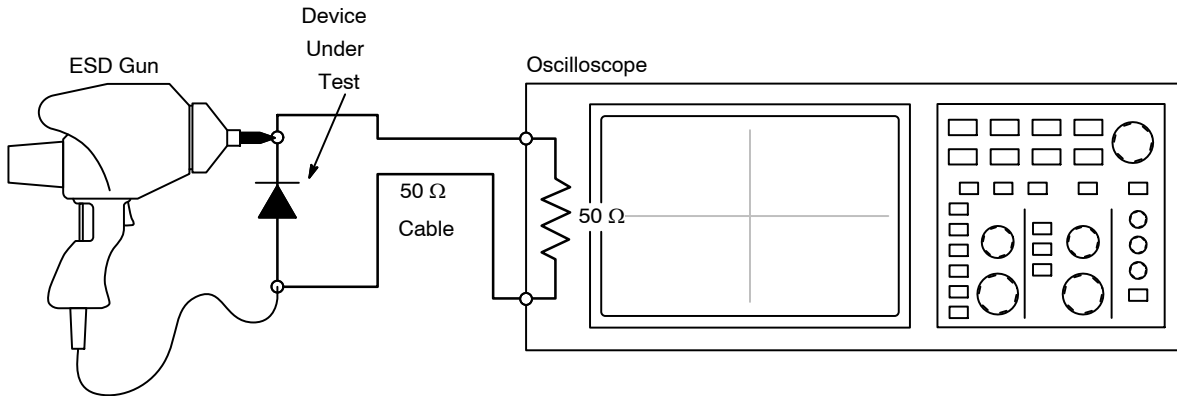 Device
Under
Test
ESD Gun
Oscilloscope
50 Ω
Cable
50 Ω